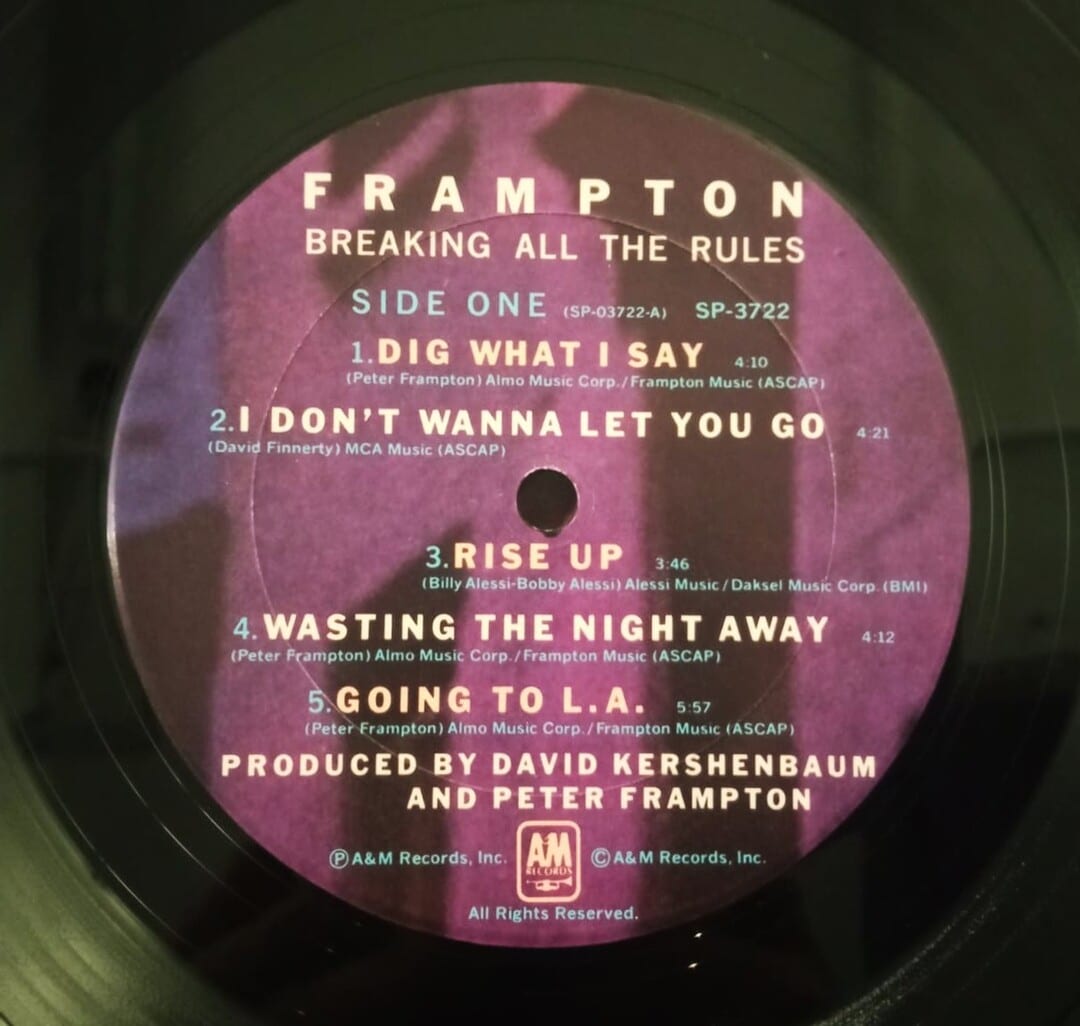 FRAMPTON
BREAKING ALL THE RULES
SIDE ONE (SP-03722-A) SP-3722
1.DIG WHAT I SAY 4:10
(Peter Frampton) Almo Music Corp./Frampton Music (ASCAP)
2.I DON'T WANNA LET YOU GO 4:21
(David Finnerty) MCA Music (ASCAP)
3.RISE UP 3:46
(Billy Alessi-Bobby Alessi) Alessi Music/Daksel Music Corp. (BMI)
4.WASTING THE NIGHT AWAY 4:12
(Peter Frampton) Almo Music Corp./Frampton Music (ASCAP)
5.GOING TO L.A. 5:57
(Peter Frampton) Almo Music Corp./Frampton Music (ASCAP)
PRODUCED BY DAVID KERSHENBAUM
AND PETER FRAMPTON
Ⓟ A&M Records, Inc. A&M RECORDS © A&M Records, Inc.
All Rights Reserved.